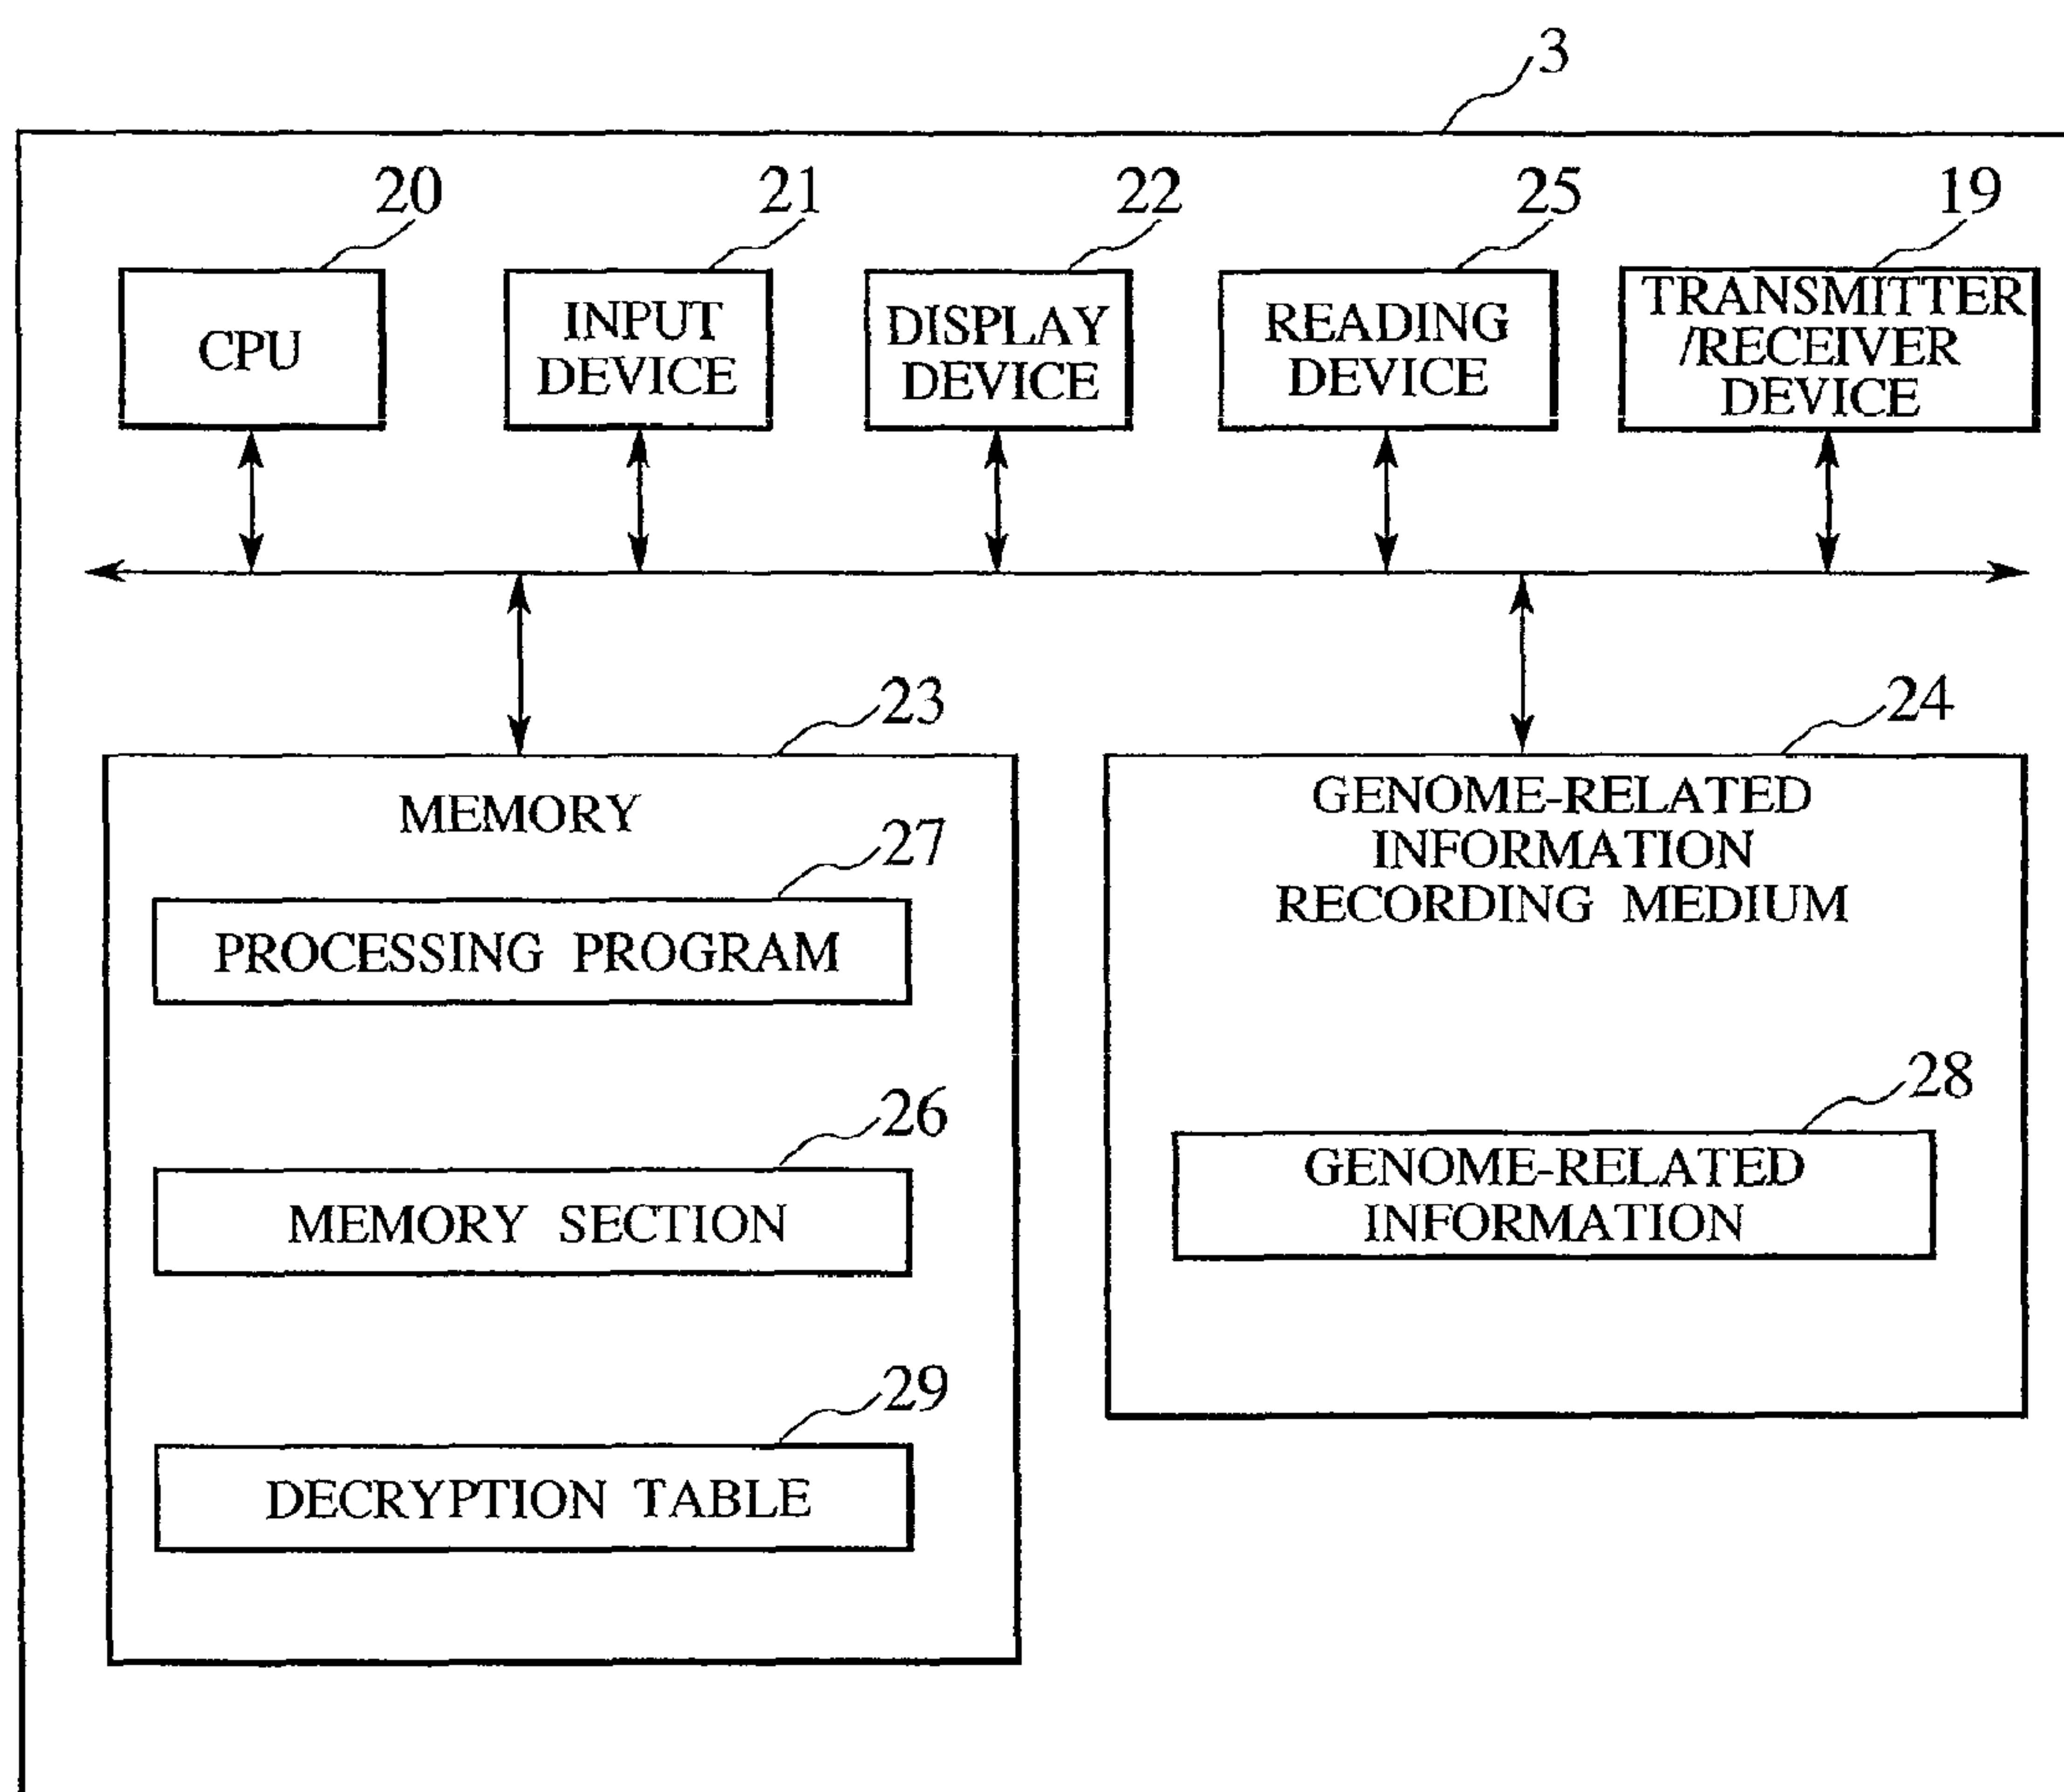 3
20
21
22
25
19
CPU
INPUT
DEVICE
DISPLAY
DEVICE
READING
DEVICE
TRANSMITTER
/RECEIVER
DEVICE
23
MEMORY
27
PROCESSING PROGRAM
26
MEMORY SECTION
29
DECRYPTION TABLE
24
GENOME-RELATED
INFORMATION
RECORDING MEDIUM
28
GENOME-RELATED
INFORMATION